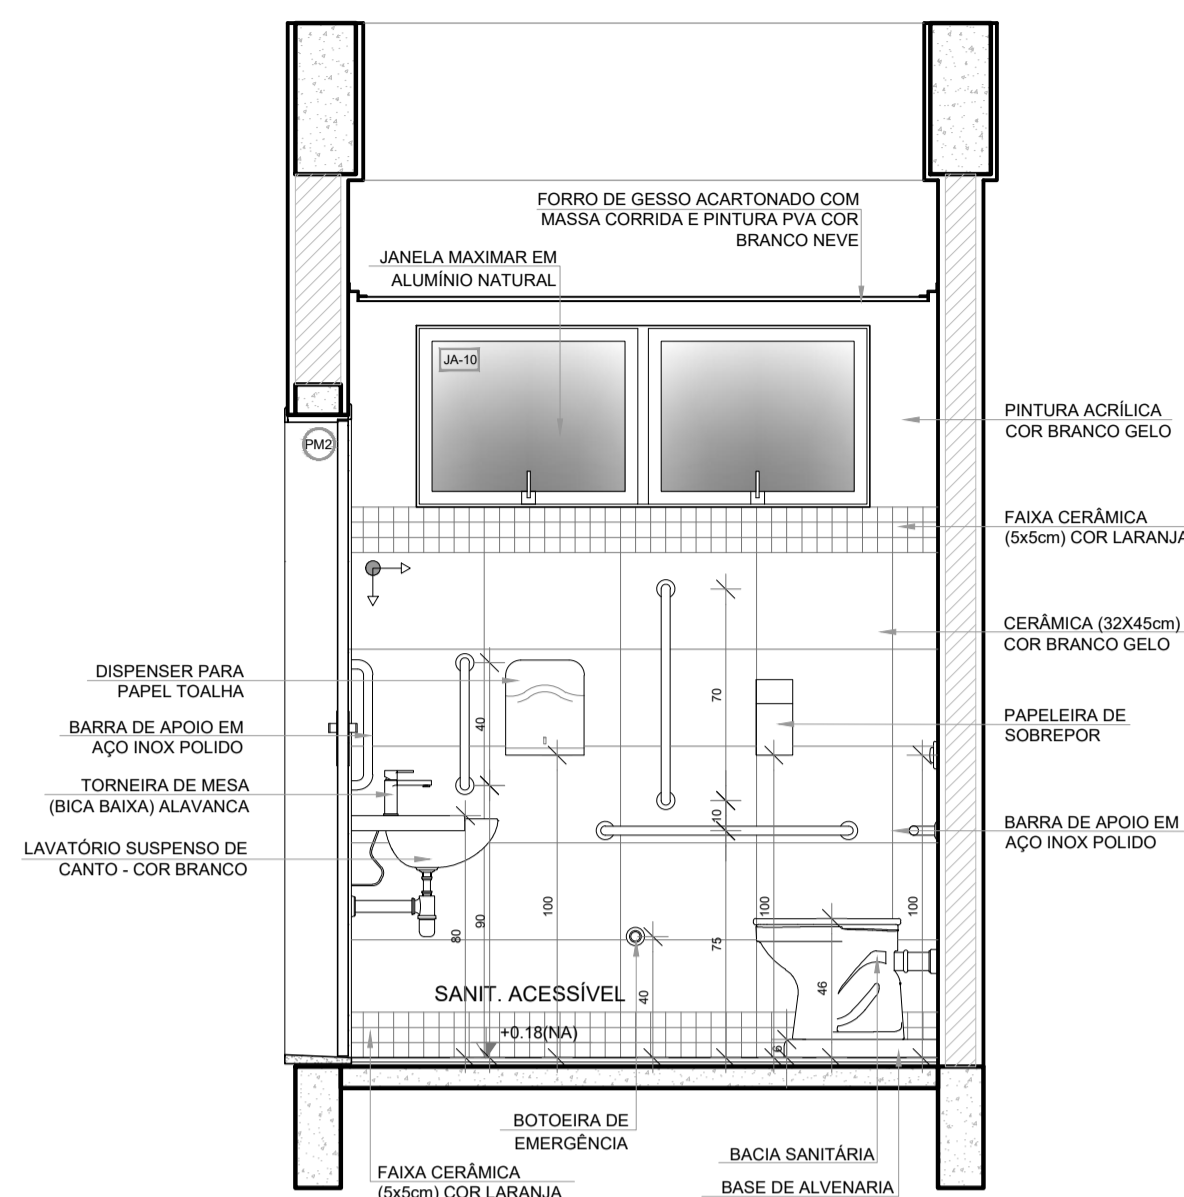 FORRO DE GESSO ACARTONADO COM
MASSA CORRIDA E PINTURA PVA COR
BRANCO NEVE
JANELA MAXIMAR EM
ALUMÍNIO NATURAL
JA-10
PM2
PINTURA ACRÍLICA
COR BRANCO GELO
FAIXA CERÂMICA
(5x5cm) COR LARANJA
CERÂMICA (32X45cm)
COR BRANCO GELO
DISPENSER PARA
PAPEL TOALHA
BARRA DE APOIO EM
AÇO INOX POLIDO
TORNEIRA DE MESA
(BICA BAIXA) ALAVANCA
LAVATÓRIO SUSPENSO DE
CANTO - COR BRANCO
PAPELEIRA DE
SOBREPOR
BARRA DE APOIO EM
AÇO INOX POLIDO
40
70
10
80
90
100
75
100
100
40
46
6
SANIT. ACESSÍVEL
+0.18(NA)
BOTOEIRA DE
EMERGÊNCIA
BACIA SANITÁRIA
BASE DE ALVENARIA
FAIXA CERÂMICA
(5x5cm) COR LARANJA